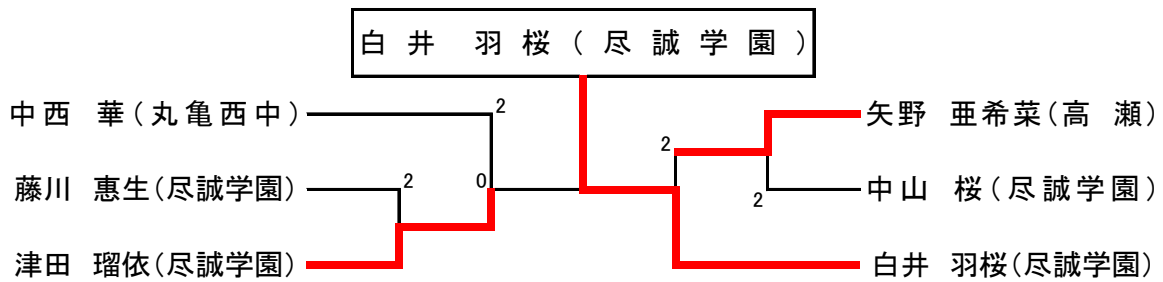 白井 羽桜(尽誠学園)
中西 華(丸亀西中)
2
2
矢野 亜希菜(高 瀬)
藤川 惠生(尽誠学園)
2
0
2
中山 桜(尽誠学園)
津田 瑠依(尽誠学園)
白井 羽桜(尽誠学園)